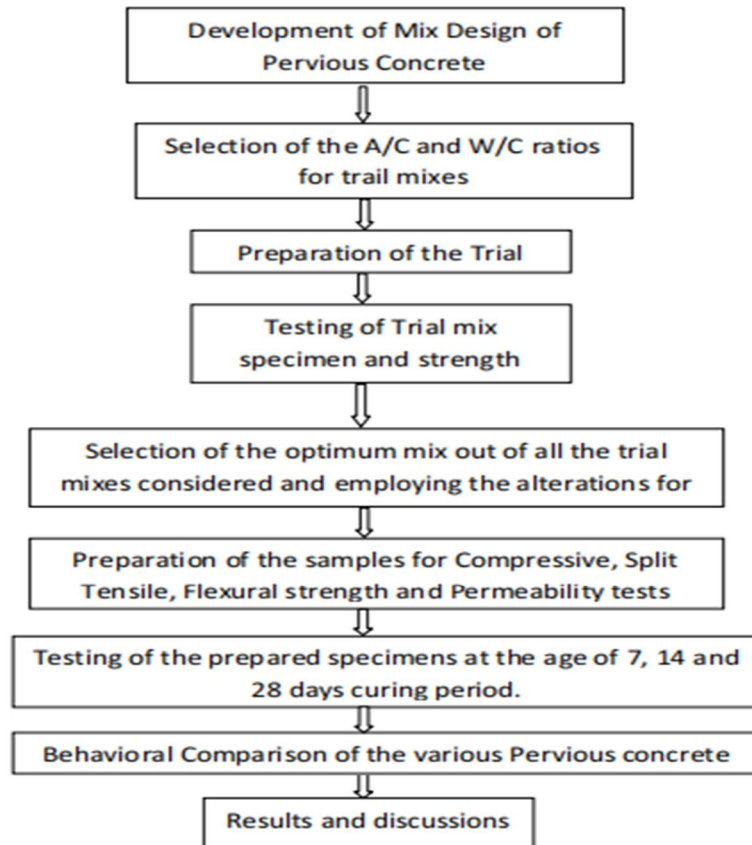 Development of Mix Design of
Pervious Concrete
Selection of the A/C and W/C ratios
for trail mixes
Preparation of the Trial
Testing of Trial mix
specimen and strength
Selection of the optimum mix out of all the trial
mixes considered and employing the alterations for
Preparation of the samples for Compressive, Split
Tensile, Flexural strength and Permeability tests
Testing of the prepared specimens at the age of 7, 14 and
28 days curing period.
Behavioral Comparison of the various Pervious concrete
Results and discussions